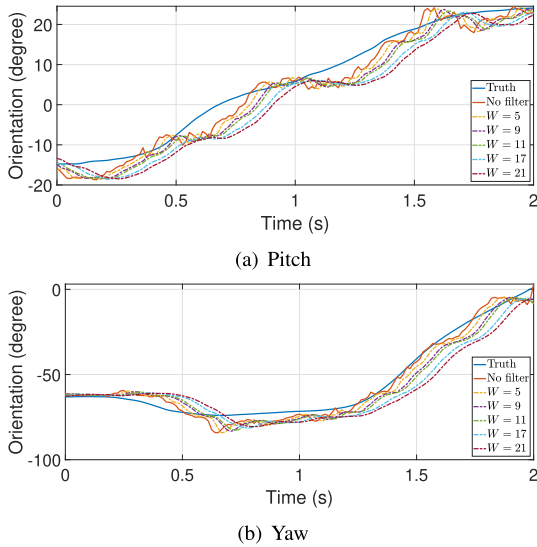 Orientation (degree)
20
10
0
-10
-20
0
0.5
1
1.5
2
Time (s)
Truth
No filter
W = 5
W = 9
W = 11
W = 17
W = 21
(a) Pitch
Orientation (degree)
0
-50
-100
0
0.5
1
1.5
2
Time (s)
Truth
No filter
W = 5
W = 9
W = 11
W = 17
W = 21
(b) Yaw